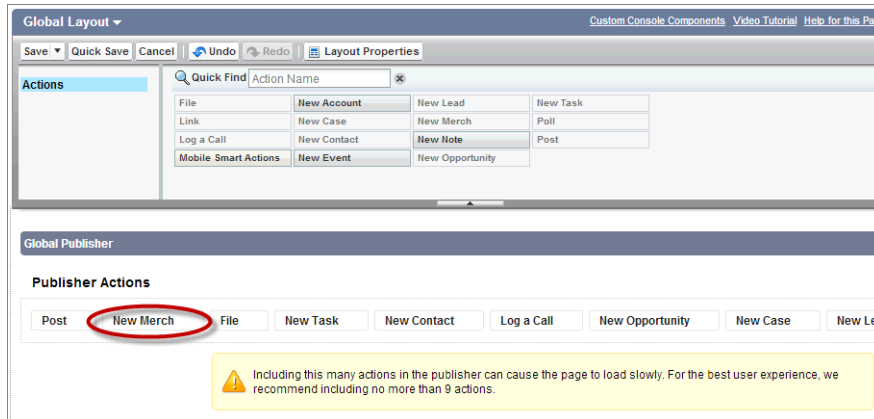 Global Layout
Custom Console Components Video Tutorial Help for this Pa
Save Quick Save Cancel Undo Redo Layout Properties
Actions
Quick Find Action Name
File New Account New Lead New Task
Link New Case New Merch Poll
Log a Call New Contact New Note Post
Mobile Smart Actions New Event New Opportunity
Global Publisher
Publisher Actions
Post New Merch File New Task New Contact Log a Call New Opportunity New Case New Le
Including this many actions in the publisher can cause the page to load slowly. For the best user experience, we
recommend including no more than 9 actions.